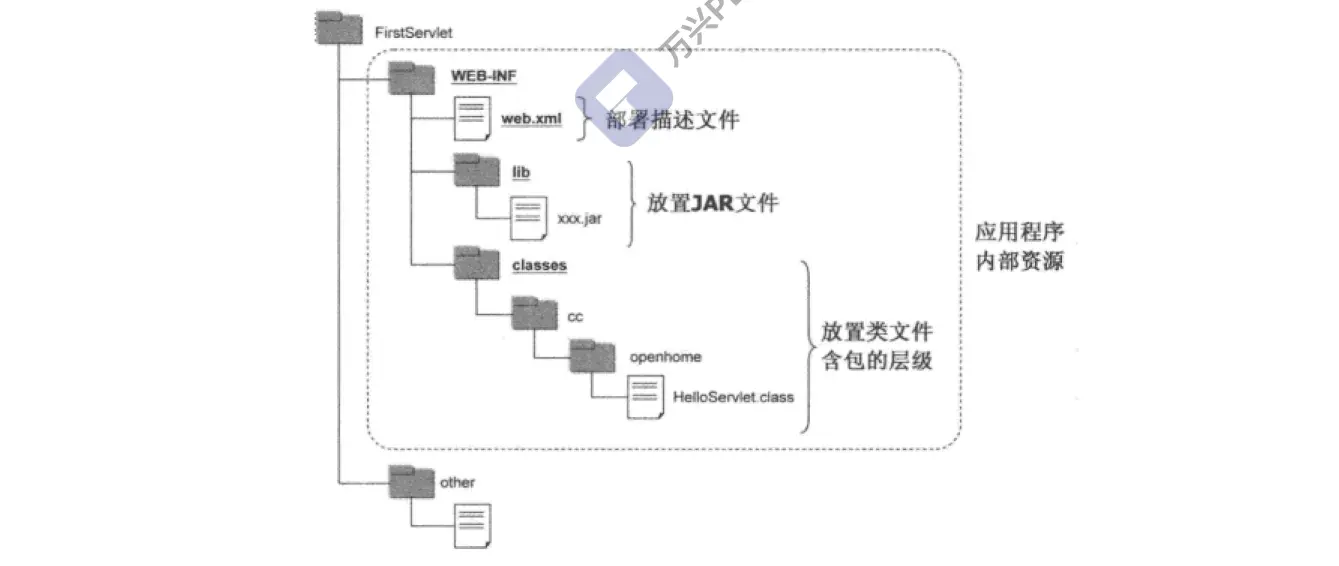 万兴P
FirstServlet
WEB-INF
web.xml
部署描述文件
lib
放置JAR文件
xxx.jar
应用程序
内部资源
classes
cc
放置类文件
含包的层级
openhome
HelloServlet.class
other